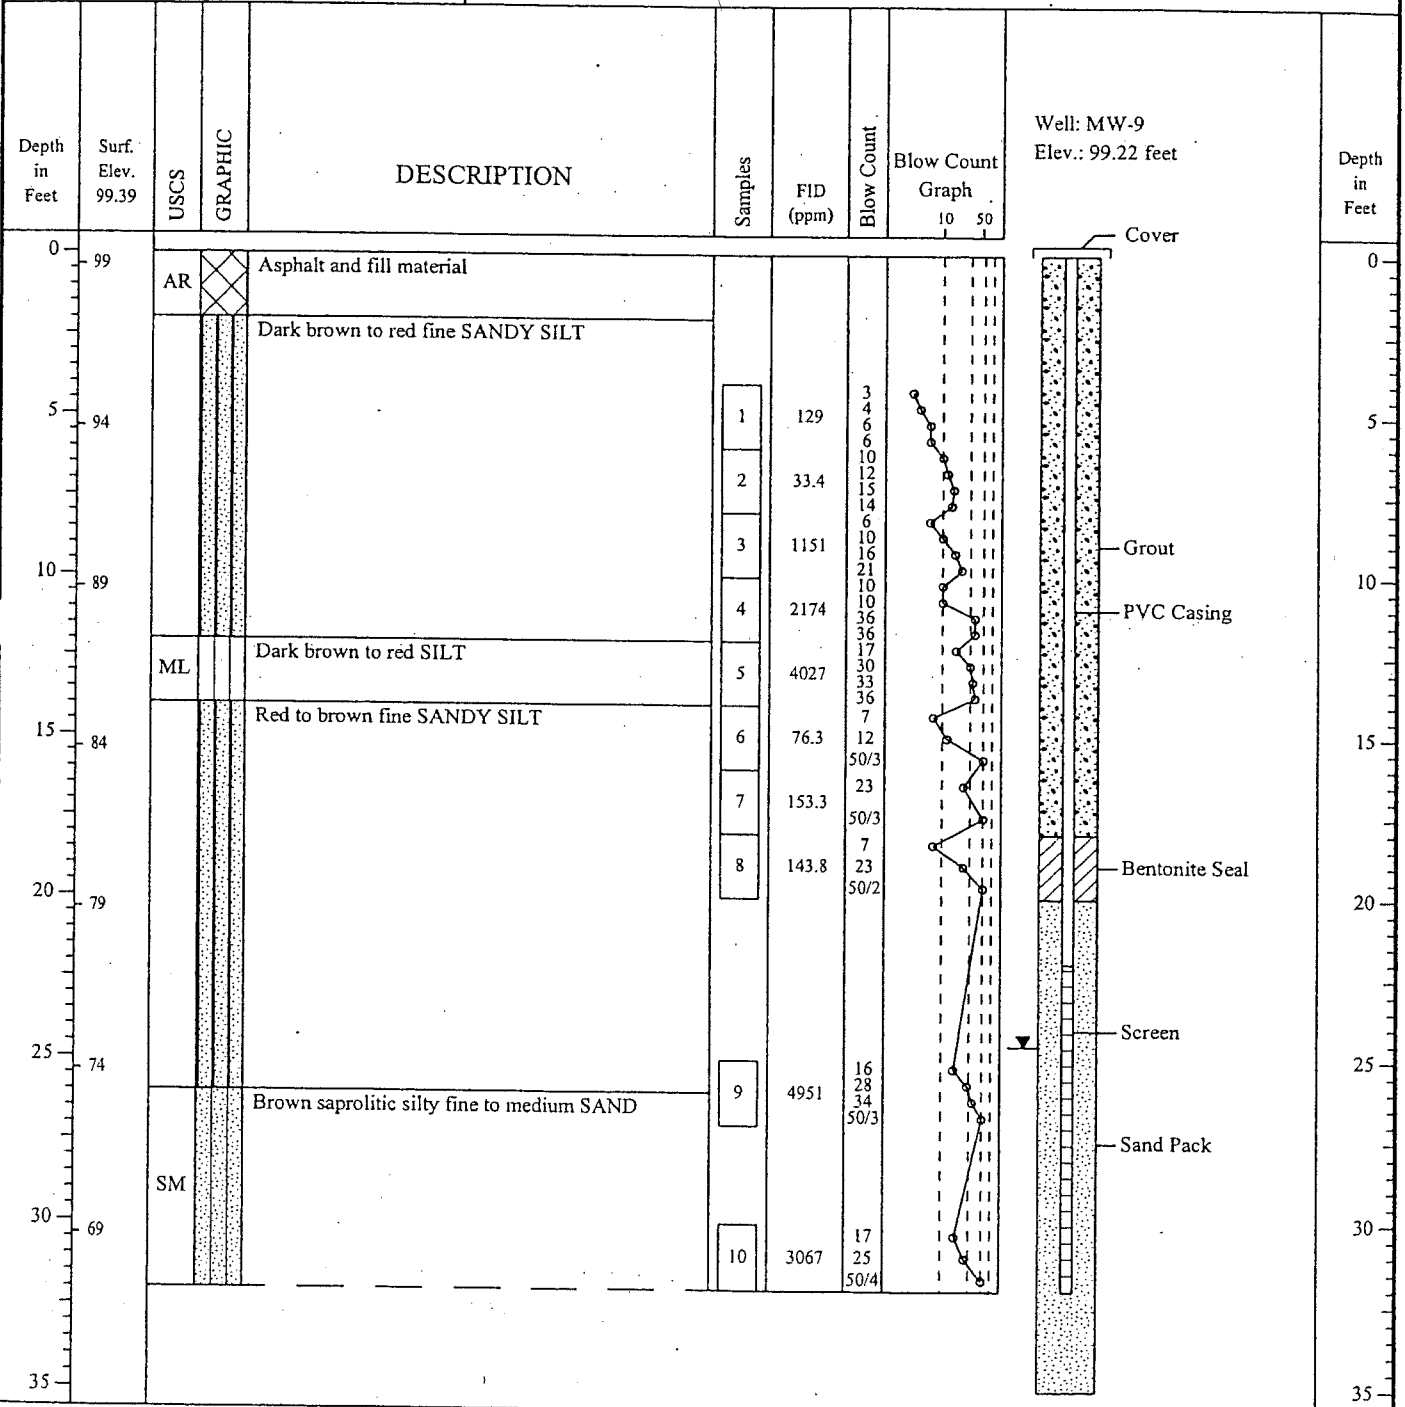 Depth
in
Feet
Surf.
Elev.
99.39
USCS
GRAPHIC
DESCRIPTION
Samples
FID
(ppm)
Blow Count
Blow Count
Graph
10 50
Well: MW-9
Elev.: 99.22 feet
Depth
in
Feet
Cover
0
99
AR
Asphalt and fill material
0
Dark brown to red fine SANDY SILT
3
5
94
1
129
4
6
6
5
10
2
33.4
12
15
14
6
3
1151
10
16
21
Grout
10
89
10
4
2174
10
36
36
10
PVC Casing
ML
Dark brown to red SILT
17
5
4027
30
33
36
Red to brown fine SANDY SILT
7
15
84
6
76.3
12
50/3
15
7
153.3
23
50/3
7
8
143.8
23
50/2
Bentonite Seal
20
79
20
Screen
25
74
16
9
4951
28
34
50/3
25
Brown saprolitic silty fine to medium SAND
Sand Pack
SM
30
69
17
10
3067
25
50/4
30
35
35